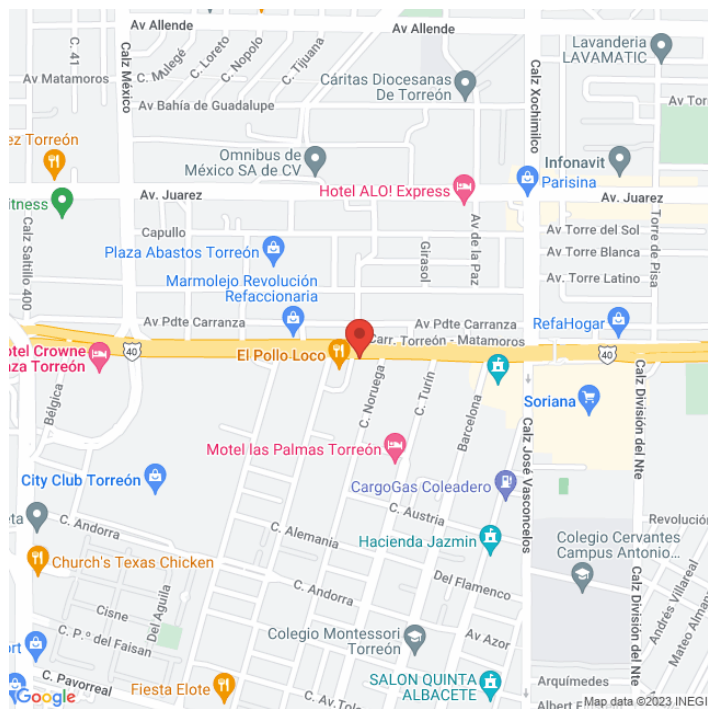 Av Allende
Av Allende
C. 41
Calz México
C. Mulegé
C. Loreto
C. Nopolo
C. Tijuana
Av Matamoros
Av Bahía de Guadalupe
Cáritas Diocesanas
De Torreón
Calz Xochimilco
Lavanderia
LAVAMATIC
Av Tor
ez Torreón
Omnibus de
México SA de CV
Infonavit
Hotel ALO! Express
Parisina
itness
Av. Juarez
Av. Juarez
Calz Saltillo 400
Capullo
Girasol
Av de la Paz
Av Torre del Sol
Torre de Pisa
Plaza Abastos Torreón
Av Torre Blanca
Marmolejo Revolución
Refaccionaria
Av. Torre Latino
Av Pdte Carranza
Av Pdte Carranza
RefaHogar
Carr. Torreón - Matamoros
40
40
otel Crowne
aza Torreón
El Pollo Loco
Bélgica
C. Noruega
C. Turín
Barcelona
Soriana
Calz División del Nte
Motel las Palmas Torreón
City Club Torreón
CargoGas Coleadero
Calz José Vasconcelos
eta
C. Andorra
C. Austria
C. Alemania
Hacienda Jazmin
Revolución
Colegio Cervantes
Campus Antonio...
Church's Texas Chicken
C. Andorra
Del Flamenco
Cisne
Del Aguila
C. P.º del Faisan
Colegio Montessori
Torreón
Av Azor
Calz División del Nte
Andrés Villareal
Mateo Alman
ort
C. Pavorreal
Fiesta Elote
C. Av.Tole
SALON QUINTA
ALBACETE
Arquímedes
Albert E
Google
Map data ©2023 INEGI